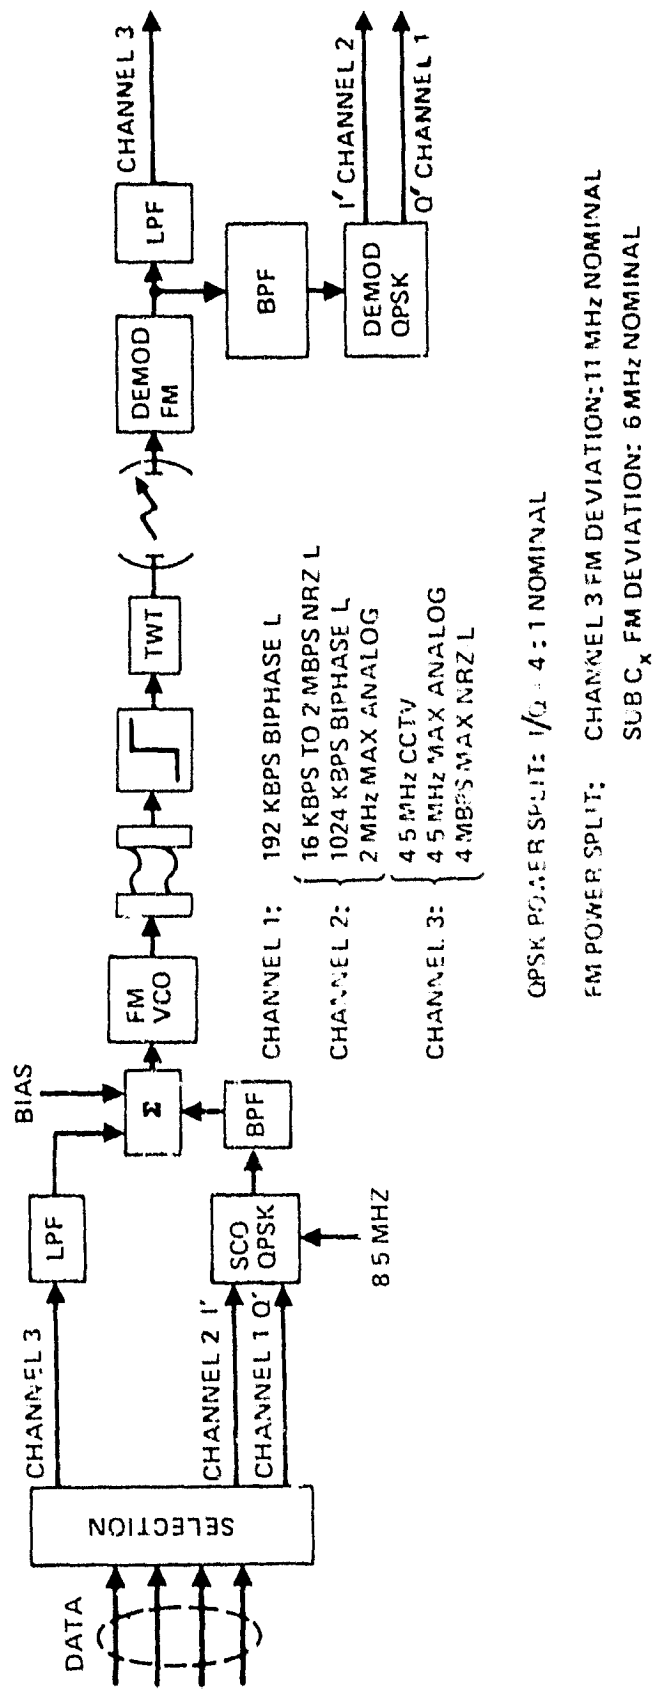 DATA
SELECTION
CHANNEL 3
CHANNEL 2 I′
CHANNEL 1 Q′
LPF
SCO
QPSK
8 5 MHZ
BPF
BIAS
Σ
FM
VCO
TWT
DEMOD
FM
LPF
CHANNEL 3
BPF
DEMOD
QPSK
I′ CHANNEL 2
Q′ CHANNEL 1
CHANNEL 1: 192 KBPS BIPHASE L
CHANNEL 2: 16 KBPS TO 2 MBPS NRZ L
1024 KBPS BIPHASE L
2 MHz MAX ANALOG
CHANNEL 3: 4 5 MHz CCTV
4 5 MHz MAX ANALOG
4 MBPS MAX NRZ L
QPSK POWER SPLIT: I/Q - 4 : 1 NOMINAL
FM POWER SPLIT: CHANNEL 3 FM DEVIATION: 11 MHz NOMINAL
SUB Cx FM DEVIATION: 6 MHz NOMINAL